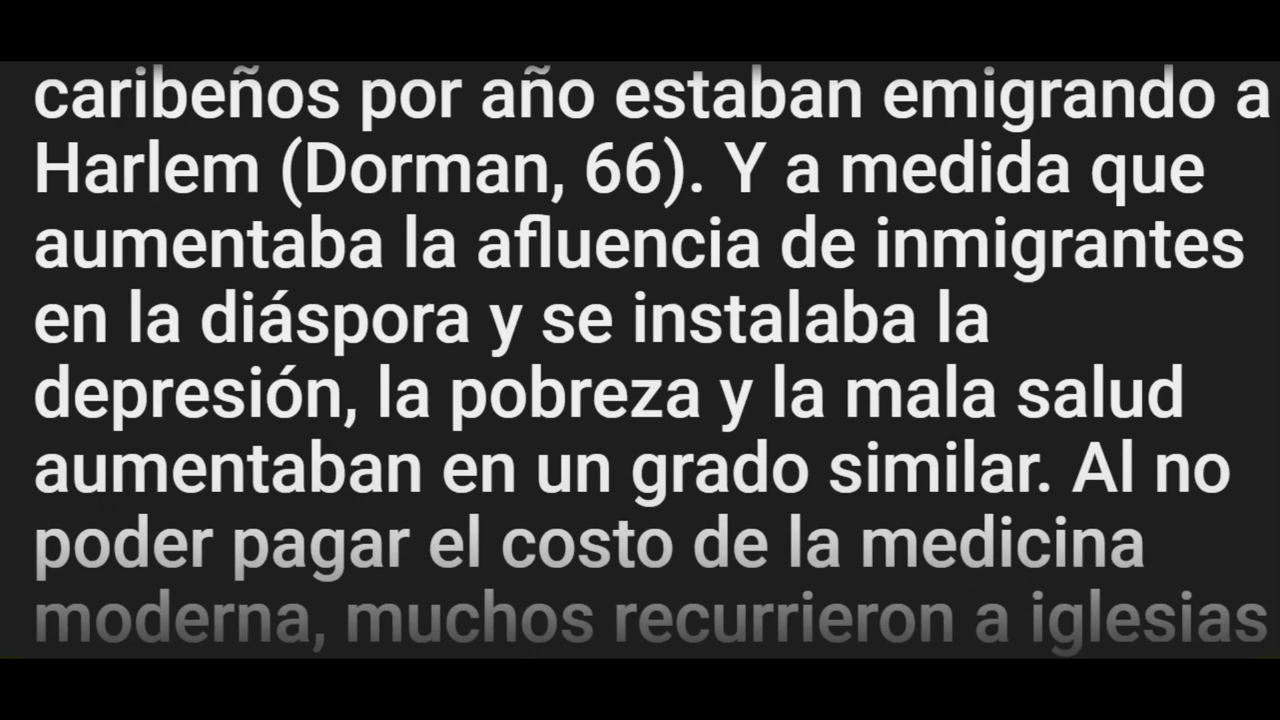 caribeños por año estaban emigrando a
Harlem (Dorman, 66). Y a medida que
aumentaba la afluencia de inmigrantes
en la diáspora y se instalaba la
depresión, la pobreza y la mala salud
aumentaban en un grado similar. Al no
poder pagar el costo de la medicina
moderna, muchos recurrieron a iglesias